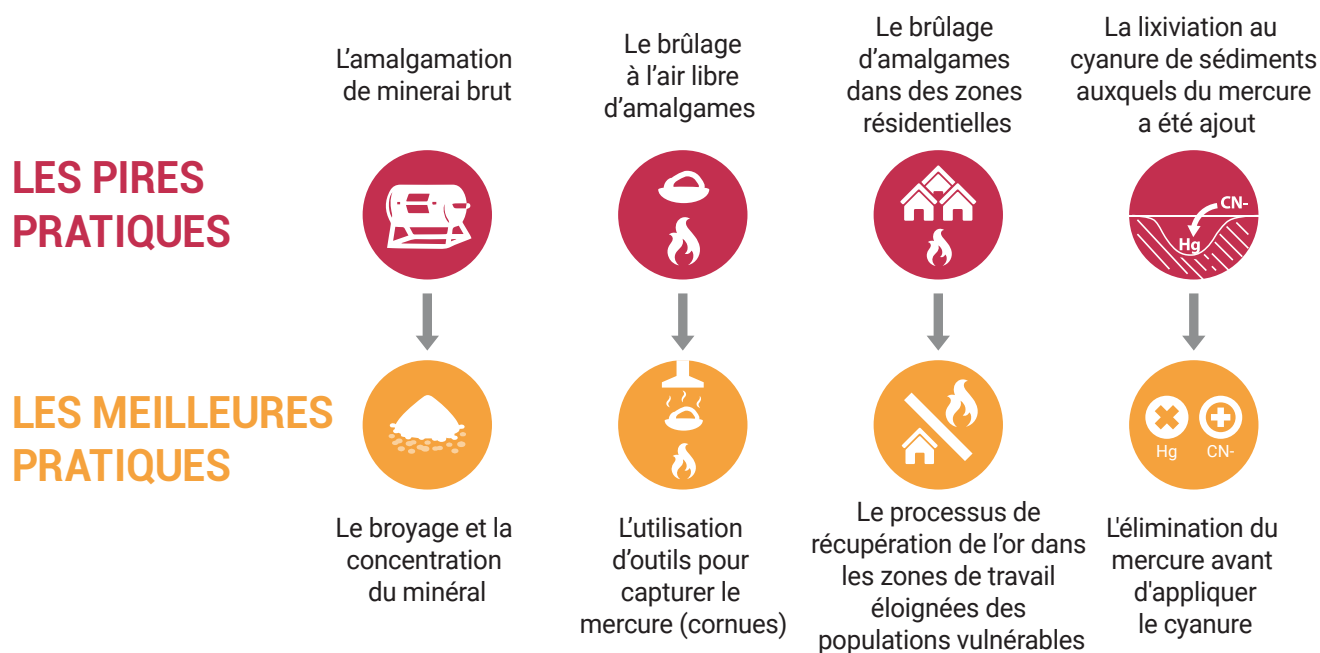 L'amalgamation
de minerai brut
Le brûlage
à l'air libre
d'amalgames
Le brûlage
d'amalgames
dans des zones
résidentielles
La lixiviation au
cyanure de sédiments
auxquels du mercure
a été ajout
LES PIRES
PRATIQUES
CN-
Hg
LES MEILLEURES
PRATIQUES
Hg
CN-
Le broyage et la
concentration
du minéral
L'utilisation
d'outils pour
capturer le
mercure (cornues)
Le processus de
récupération de l'or dans
les zones de travail
éloignées des
populations vulnérables
L'élimination du
mercure avant
d'appliquer
le cyanure